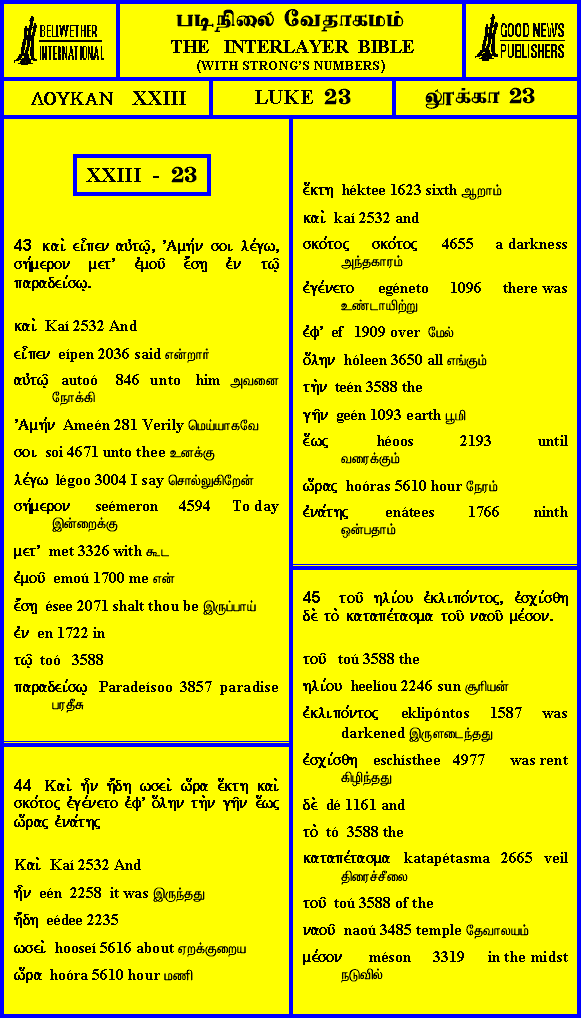 BELLWETHER
INTERNATIONAL
படிநிலை வேதாகமம்
THE INTERLAYER BIBLE
(WITH STRONG'S NUMBERS)
GOOD NEWS
PUBLISHERS
ΛΟΥΚΑΝ XXIII
LUKE 23
லூக்கா 23
XXIII - 23
43 καὶ εἶπεν αὐτῷ, Ἀμήν σοι λέγω,
σήμερον μετ' ἐμοῦ ἔσῃ ἐν τῷ
παραδείσῳ.
καὶ Kaí 2532 And
εἶπεν eípen 2036 said என்றார்
αὐτῷ autoó 846 unto him அவனை
நோக்கி
Ἀμήν Ameén 281 Verily மெய்யாகவே
σοι soi 4671 unto thee உனக்கு
λέγω légoo 3004 I say சொல்லுகிறேன்
σήμερον seémeron 4594 To day
இன்றைக்கு
μετ' met 3326 with கூட
ἐμοῦ emoú 1700 me என்
ἔσῃ ésee 2071 shalt thou be இருப்பாய்
ἐν en 1722 in
τῷ toó 3588
παραδείσῳ Paradeísoo 3857 paradise
பரதீசு
44 Καὶ ἦν ἤδη ωσεὶ ὥρα ἕκτη καὶ
σκότος ἐγένετο ἐφ' ὅλην τὴν γῆν ἕως
ὥρας ἐνάτης
Καὶ Kaí 2532 And
ἦν eén 2258 it was இருந்தது
ἤδη eédee 2235
ωσεὶ hooseí 5616 about ஏறக்குறைய
ὥρα hoóra 5610 hour மணி
ἕκτη héktee 1623 sixth ஆறாம்
καὶ kaí 2532 and
σκότος σκότος 4655 a darkness
அந்தகாரம்
ἐγένετο egéneto 1096 there was
உண்டாயிற்று
ἐφ' ef 1909 over மேல்
ὅλην hóleen 3650 all எங்கும்
τὴν teén 3588 the
γῆν geén 1093 earth பூமி
ἕως héoos 2193 until
வரைக்கும்
ὥρας hoóras 5610 hour நேரம்
ἐνάτης enátees 1766 ninth
ஒன்பதாம்
45 τοῦ ηλίου ἐκλιπόντος, ἐσχίσθη
δὲ τὸ καταπέτασμα τοῦ ναοῦ μέσον.
τοῦ toú 3588 the
ηλίου heelíou 2246 sun சூரியன்
ἐκλιπόντος eklipóntos 1587 was
darkened இருளடைந்தது
ἐσχίσθη eschísthee 4977 was rent
கிழிந்தது
δὲ dé 1161 and
τὸ tó 3588 the
καταπέτασμα katapétasma 2665 veil
திரைச்சீலை
τοῦ toú 3588 of the
ναοῦ naoú 3485 temple தேவாலயம்
μέσον méson 3319 in the midst
நடுவில்